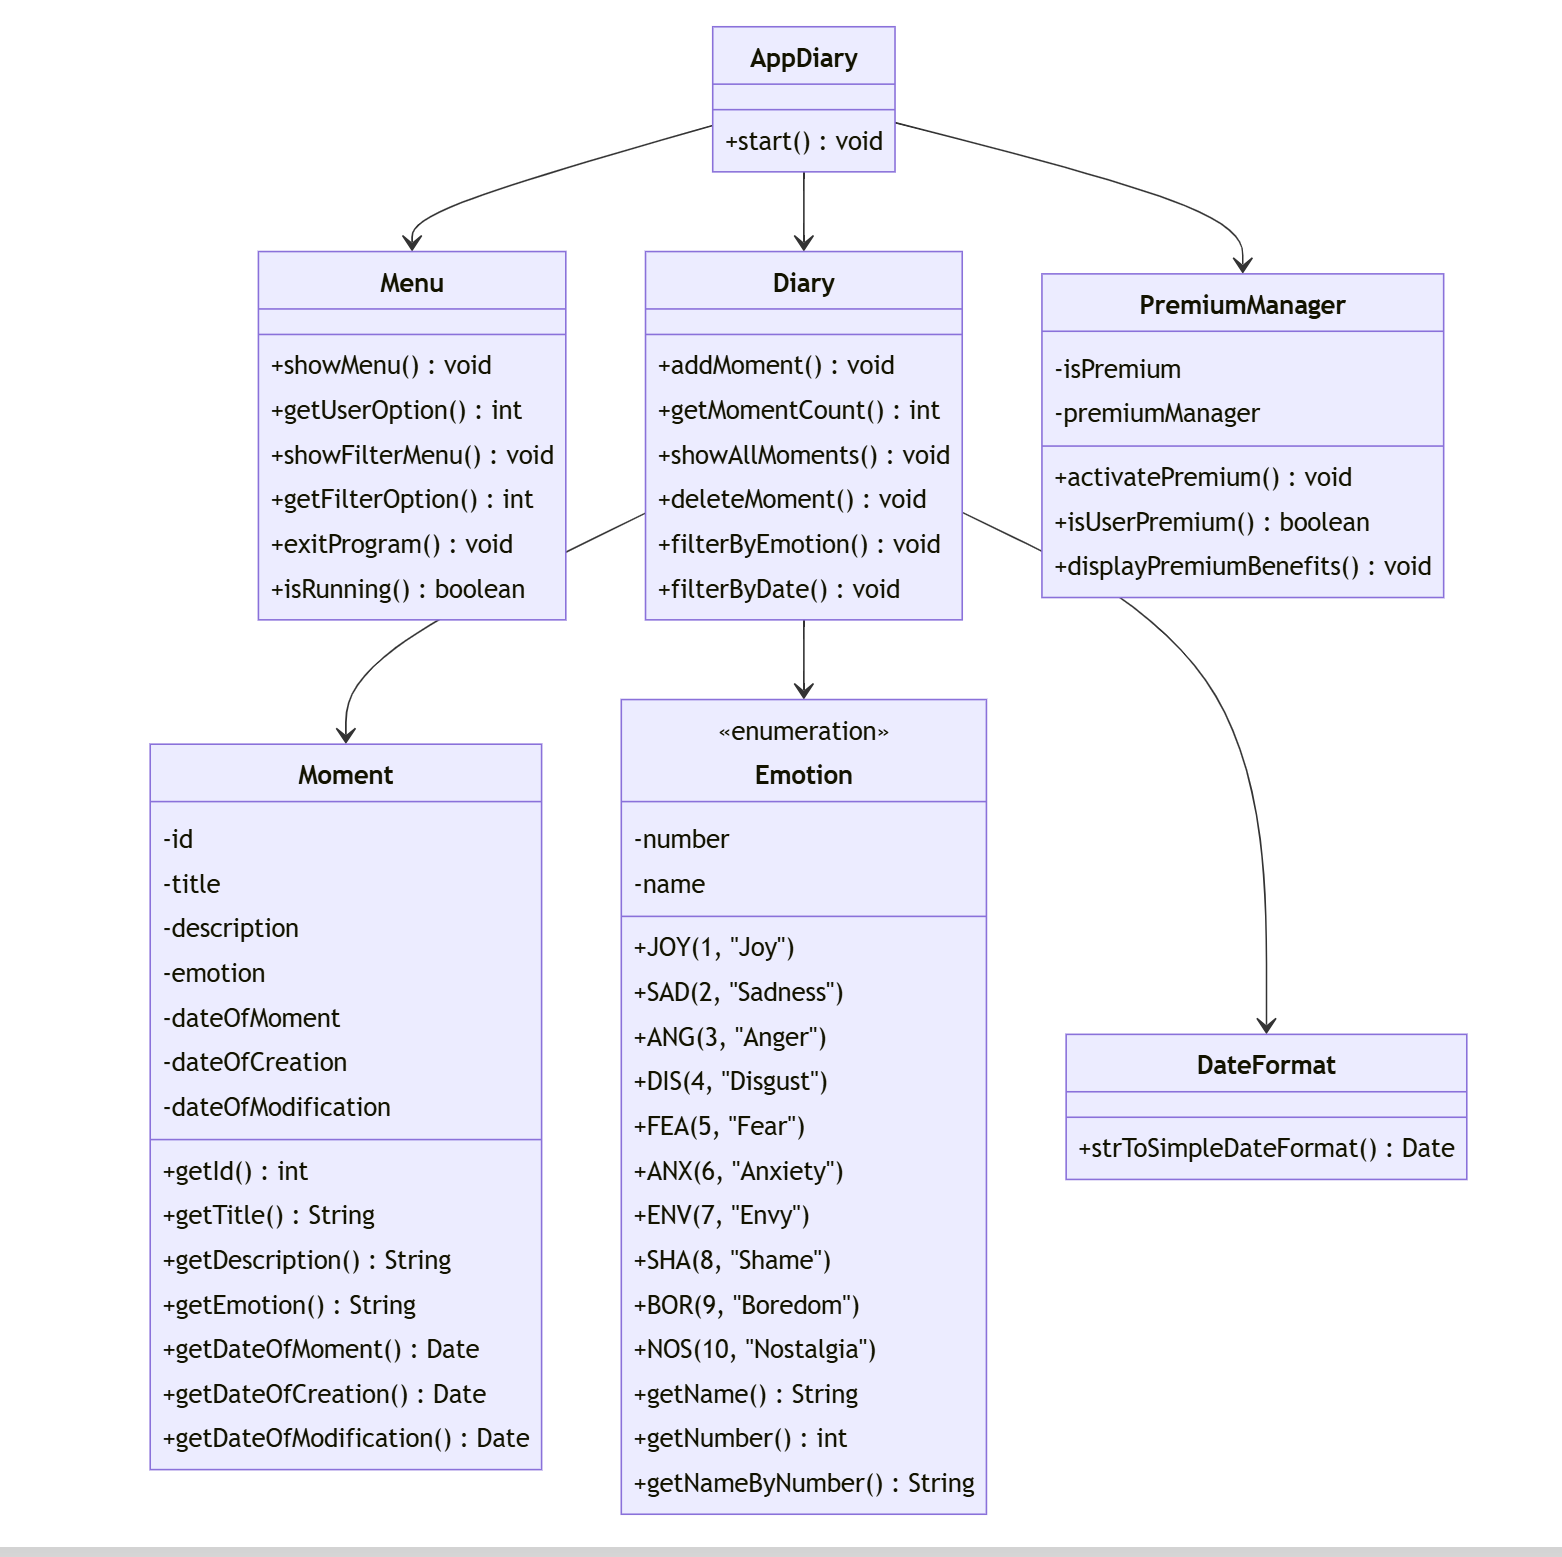 AppDiary
+start() : void
Menu
+showMenu() : void
+getUserOption() : int
+showFilterMenu() : void
+getFilterOption() : int
+exitProgram() : void
+isRunning() : boolean
Diary
+addMoment() : void
+getMomentCount() : int
+showAllMoments() : void
+deleteMoment() : void
+filterByEmotion() : void
+filterByDate() : void
PremiumManager
-isPremium
-premiumManager
+activatePremium() : void
+isUserPremium() : boolean
+displayPremiumBenefits() : void
Moment
-id
-title
-description
-emotion
-dateOfMoment
-dateOfCreation
-dateOfModification
+getId() : int
+getTitle() : String
+getDescription() : String
+getEmotion() : String
+getDateOfMoment() : Date
+getDateOfCreation() : Date
+getDateOfModification() : Date
«enumeration»
Emotion
-number
-name
+JOY(1, "Joy")
+SAD(2, "Sadness")
+ANG(3, "Anger")
+DIS(4, "Disgust")
+FEA(5, "Fear")
+ANX(6, "Anxiety")
+ENV(7, "Envy")
+SHA(8, "Shame")
+BOR(9, "Boredom")
+NOS(10, "Nostalgia")
+getName() : String
+getNumber() : int
+getNameByNumber() : String
DateFormat
+strToSimpleDateFormat() : Date